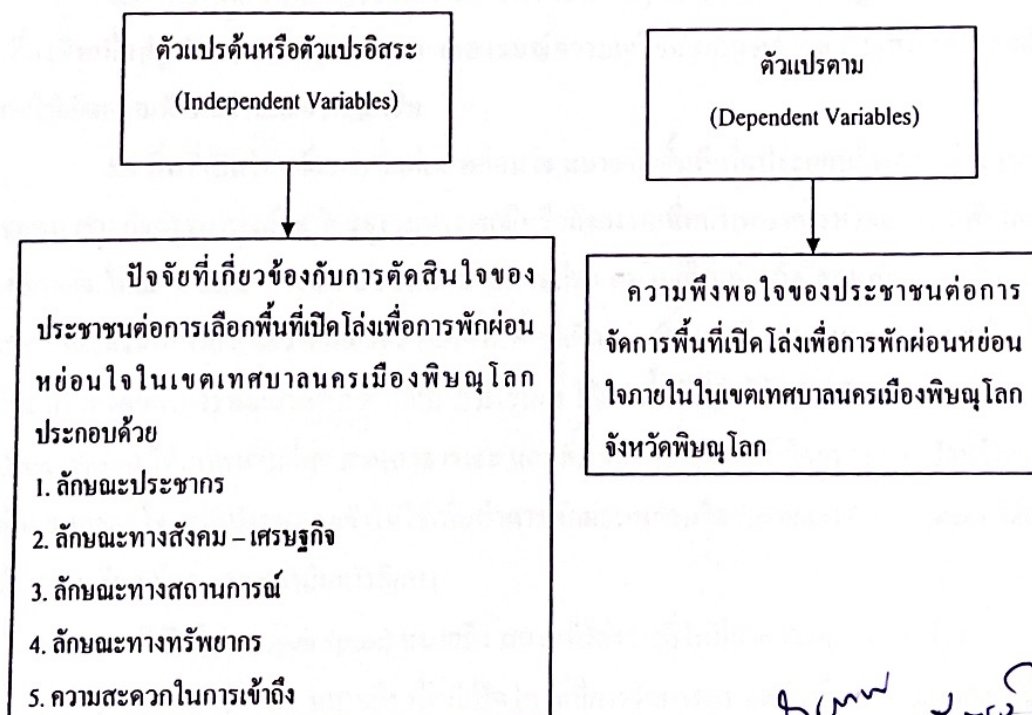 ตัวแปรต้นหรือตัวแปรอิสระ
(Independent Variables)
ปัจจัยที่เกี่ยวข้องกับการตัดสินใจของ
ประชาชนต่อการเลือกพื้นที่เปิดโล่งเพื่อการพักผ่อน
หย่อนใจในเขตเทศบาลนครเมืองพิษณุโลก
ประกอบด้วย
1. ลักษณะประชากร
2. ลักษณะทางสังคม – เศรษฐกิจ
3. ลักษณะทางสถานการณ์
4. ลักษณะทางทรัพยากร
5. ความสะดวกในการเข้าถึง
ตัวแปรตาม
(Dependent Variables)
ความพึงพอใจของประชาชนต่อการ
จัดการพื้นที่เปิดโล่งเพื่อการพักผ่อนหย่อน
ใจภายในในเขตเทศบาลนครเมืองพิษณุโลก
จังหวัดพิษณุโลก